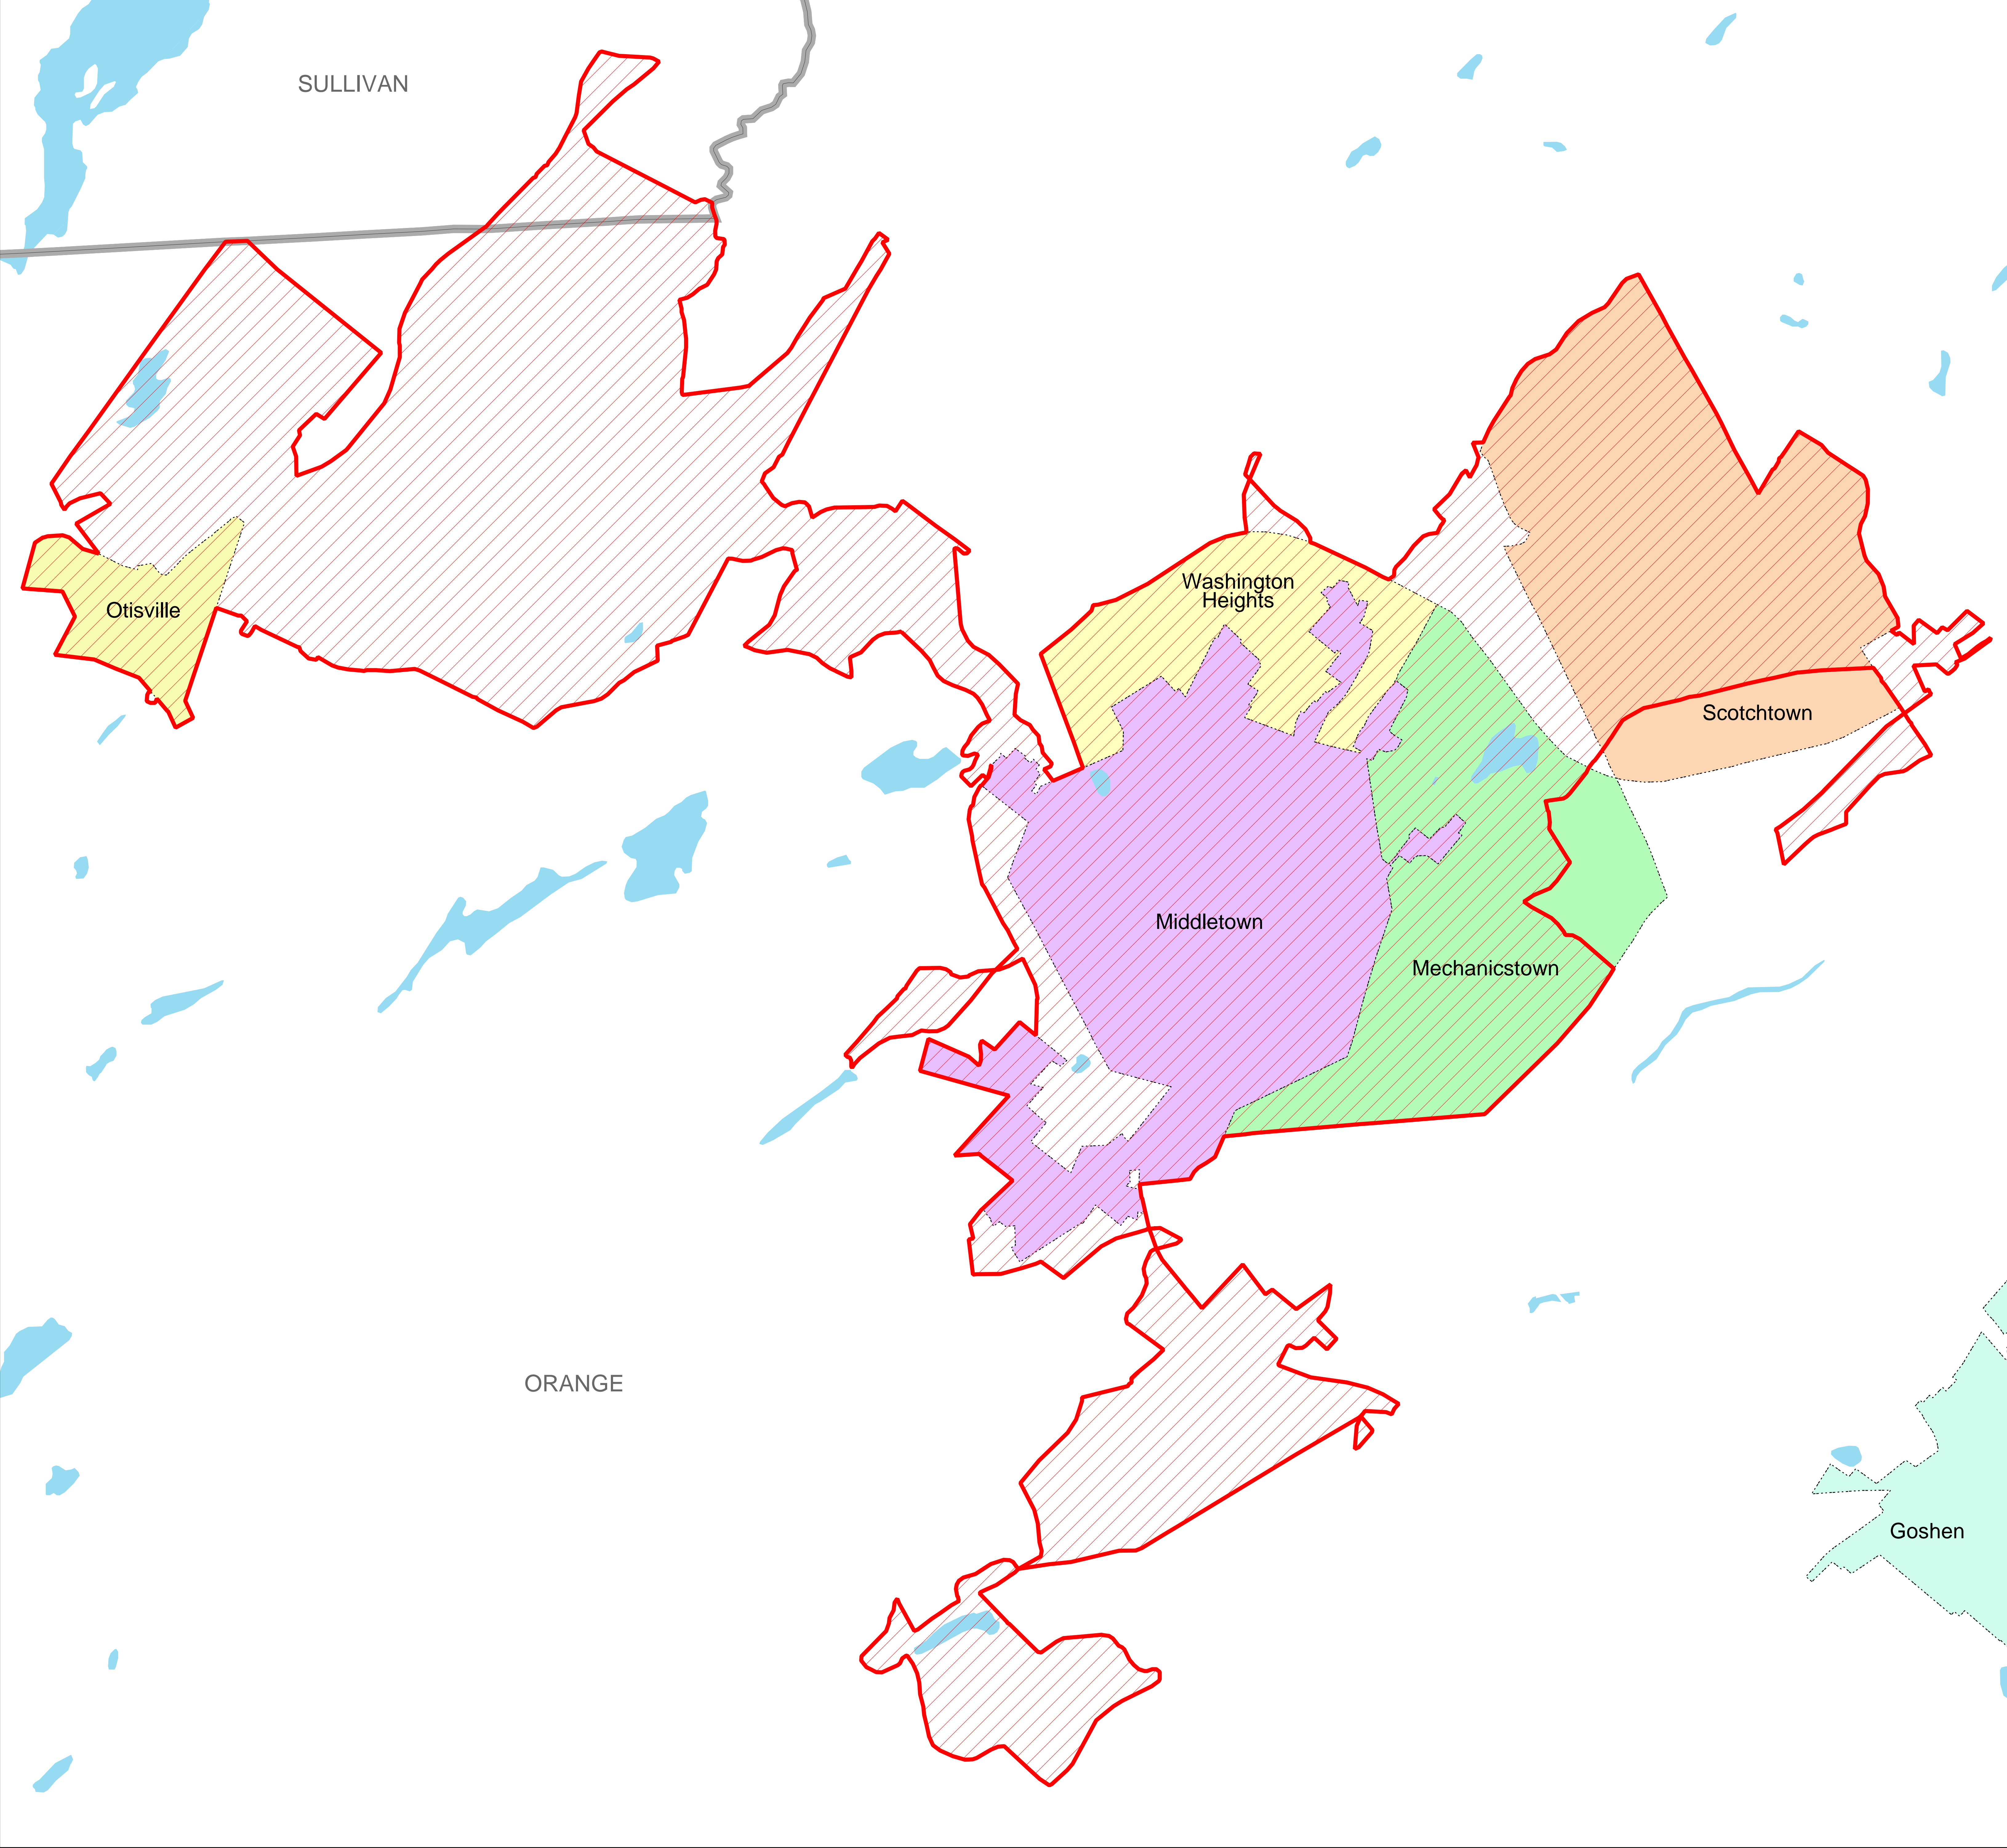 SULLIVAN
Washington
Heights
Otisville
Scotchtown
Middletown
Mechanicstown
ORANGE
Goshen